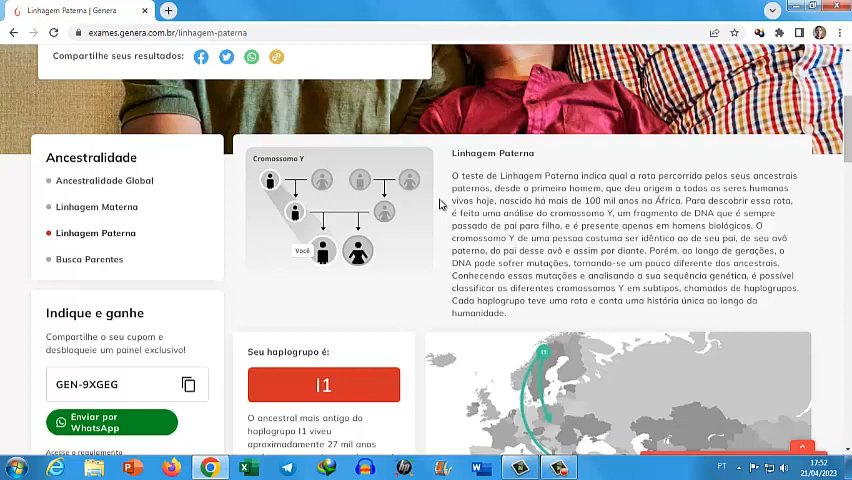 Linhagem Paterna | Genera
exames.genera.com.br/linhagem-paterna
Compartilhe seus resultados:
Ancestralidade
Ancestralidade Global
Linhagem Materna
Linhagem Paterna
Busca Parentes
Indique e ganhe
Compartilhe o seu cupom e
desbloqueie um painel exclusivo!
GEN-9XGEG
Enviar por
WhatsApp
Acesse o regulamento
Cromossomo Y
Você
Linhagem Paterna
O teste de Linhagem Paterna indica qual a rota percorrida pelos seus ancestrais
paternos, desde o primeiro homem, que deu origem a todos os seres humanos
vivos hoje, nascido há mais de 100 mil anos na África. Para descobrir essa rota,
é feita uma análise do cromossomo Y, um fragmento de DNA que é sempre
passado de pai para filho, e é presente apenas em homens biológicos. O
cromossomo Y de uma pessoa costuma ser idêntico ao de seu pai, de seu avô
paterno, do pai desse avô e assim por diante. Porém, ao longo de gerações, o
DNA pode sofrer mutações, tornando-se um pouco diferente dos ancestrais.
Conhecendo essas mutações e analisando a sua sequência genética, é possível
classificar os diferentes cromossomos Y em subtipos, chamados de haplogrupos.
Cada haplogrupo teve uma rota e conta uma história única ao longo da
humanidade.
Seu haplogrupo é:
I1
O ancestral mais antigo do
haplogrupo I1 viveu
aproximadamente 27 mil anos
I1
PT
17:52
21/04/2023